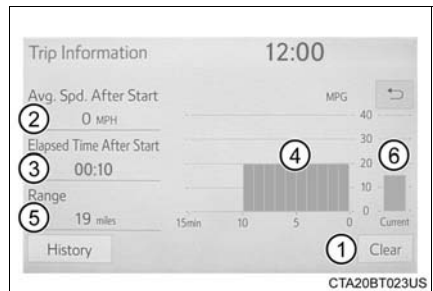 Trip Information 12:00
Avg. Spd. After Start MPG
2 0 MPH 40
Elapsed Time After Start 30
3 00:10 4 20 6
Range 10
5 19 miles 0
15min 10 5 0 Current
History 1 Clear
CTA20BT023US